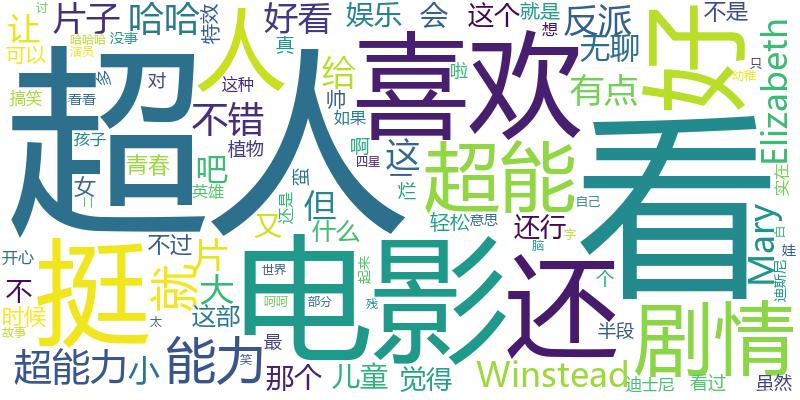 让 片子 哈哈 特效 人 好看 娱乐 会 这个 就是 反派 不是
可以 讨 哈哈哈 没事 演员 真 给 喜欢 啦 想 无聊 好 Elizabeth
超人 多 对 这种 帅 如果 有点 只 幼稚
搞笑 看看 不错 植物 啊 四星 看
孩子 吧 这 一 烂 超能 实在
女 青春 英雄 蛮 但 还是 轻松 意思 自己
二 又 什么 还行 脑 字 Mary 白
开心 不过 片 电影 还 个 娃
不 挺 就 大 世界 起来 剧情 迪斯尼
时候 这部 呵呵 部分 残 半段
故事 太 能力 最
超能力 小 笑 那个 儿童 觉得 Winstead 迪士尼 看过 虽然